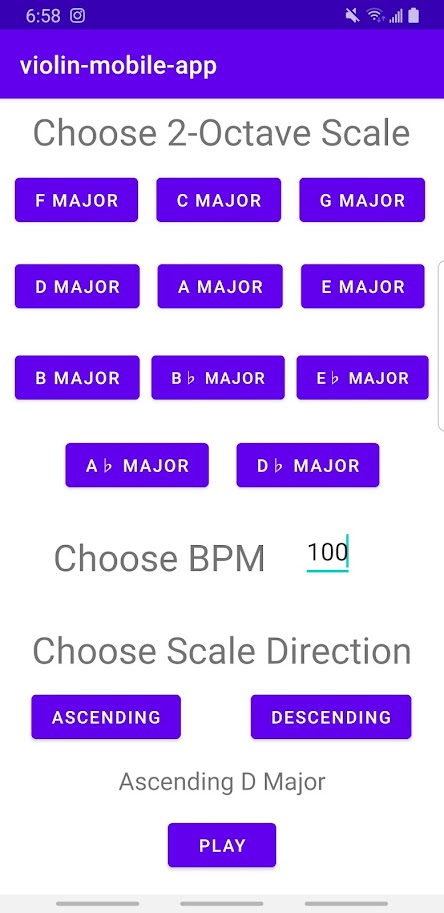 6:58
violin-mobile-app
Choose 2-Octave Scale
F MAJOR C MAJOR G MAJOR
D MAJOR A MAJOR E MAJOR
B MAJOR B♭ MAJOR E♭ MAJOR
A♭ MAJOR D♭ MAJOR
Choose BPM 100
Choose Scale Direction
ASCENDING DESCENDING
Ascending D Major
PLAY